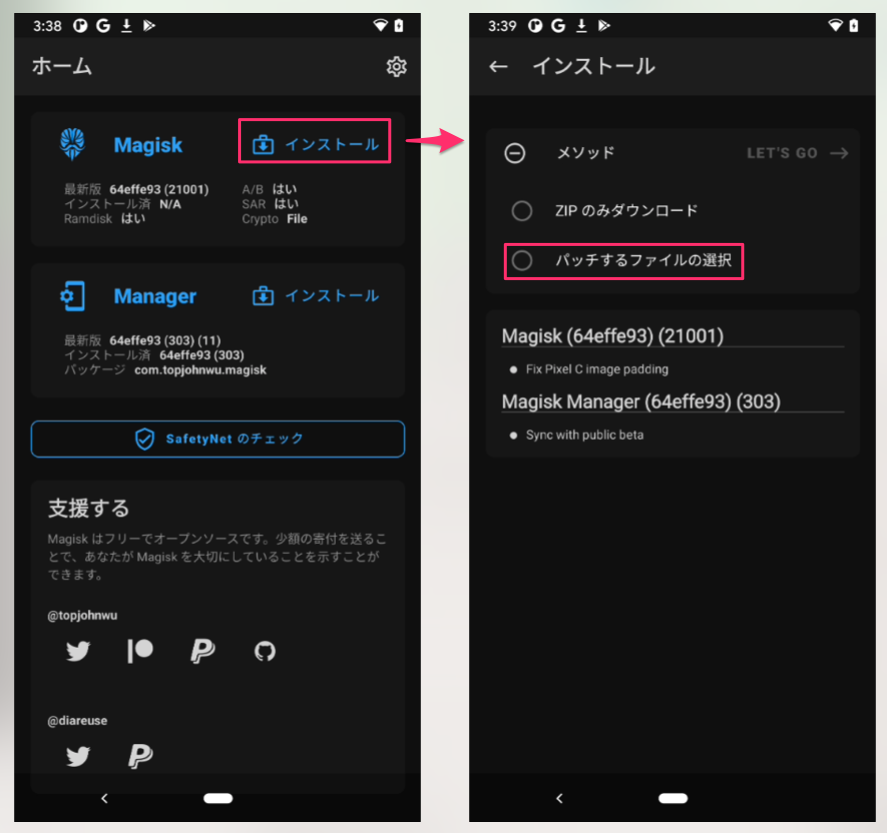 3:38
ホーム
Magisk
インストール
最新版 64effe93 (21001)
インストール済 N/A
Ramdisk はい
A/B はい
SAR はい
Crypto File
Manager
インストール
最新版 64effe93 (303) (11)
インストール済 64effe93 (303)
パッケージ com.topjohnwu.magisk
SafetyNet のチェック
支援する
Magisk はフリーでオープンソースです。少額の寄付を送るこ
とで、あなたが Magisk を大切にしていることを示すことが
できます。
@topjohnwu
@diareuse
3:39
インストール
メソッド
LET'S GO
ZIP のみダウンロード
パッチするファイルの選択
Magisk (64effe93) (21001)
Fix Pixel C image padding
Magisk Manager (64effe93) (303)
Sync with public beta